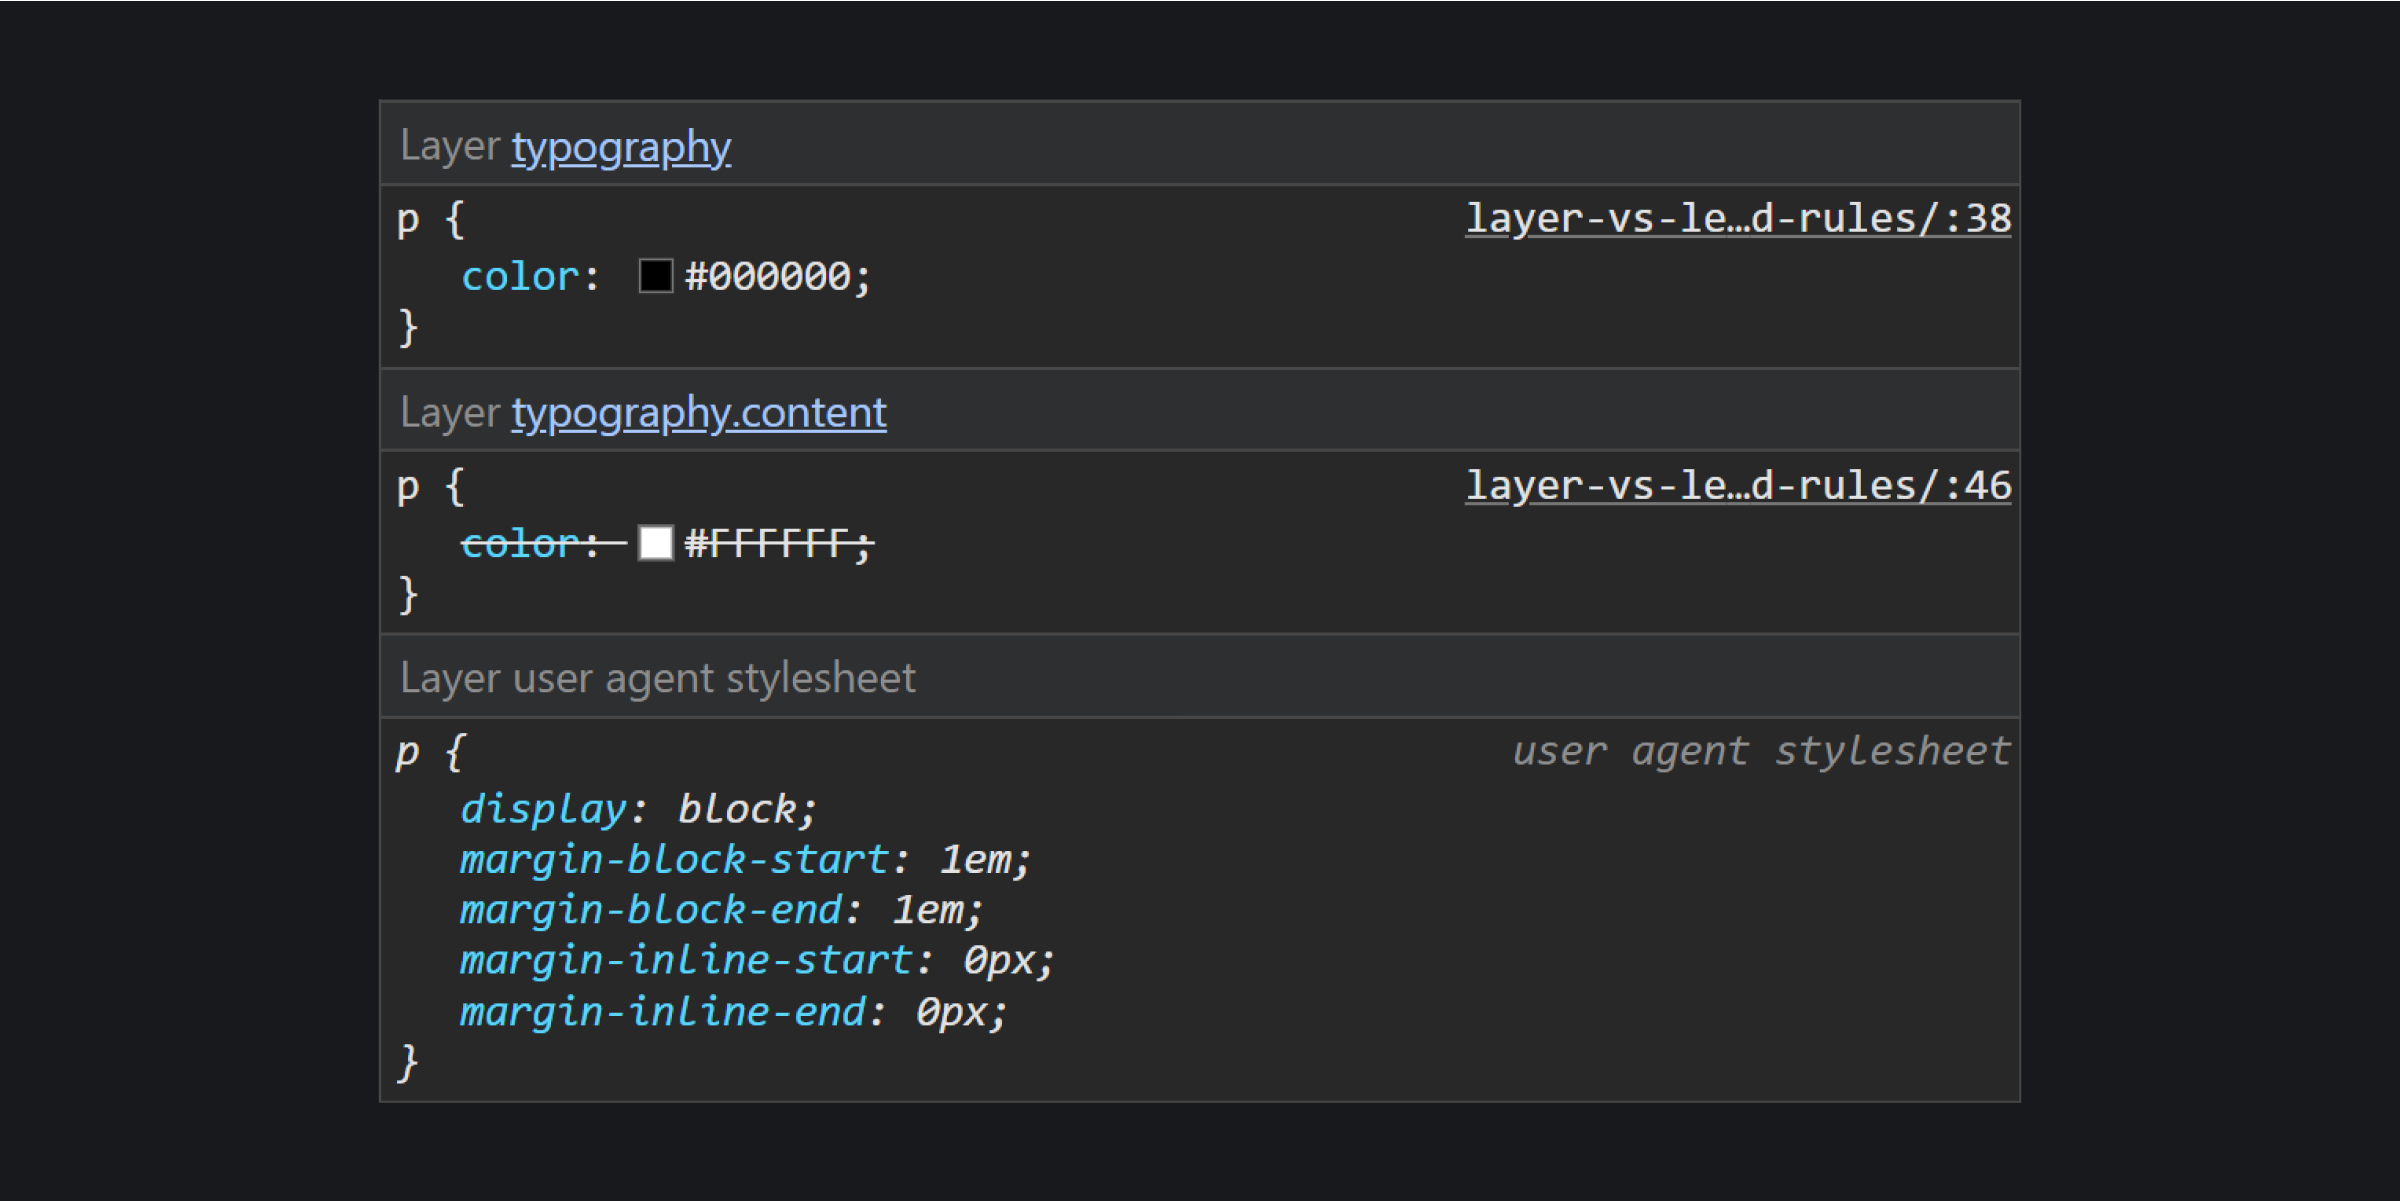 Layer typography
p {
layer-vs-le…d-rules/:38
color: #000000;
}
Layer typography.content
p {
layer-vs-le…d-rules/:46
color: #FFFFFF;
}
Layer user agent stylesheet
p {
user agent stylesheet
display: block;
margin-block-start: 1em;
margin-block-end: 1em;
margin-inline-start: 0px;
margin-inline-end: 0px;
}